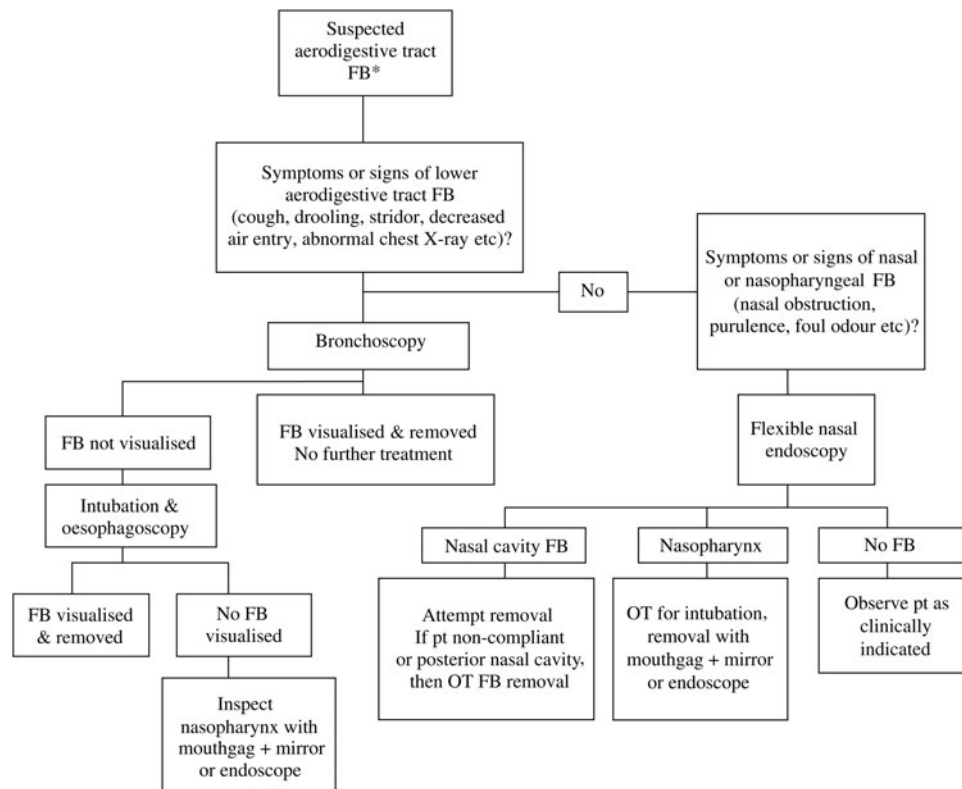 Suspected
aerodigestive tract
FB*
Symptoms or signs of lower
aerodigestive tract FB
(cough, drooling, stridor, decreased
air entry, abnormal chest X-ray etc)?
No
Symptoms or signs of nasal
or nasopharyngeal FB
(nasal obstruction,
purulence, foul odour etc)?
Bronchoscopy
FB not visualised
FB visualised & removed
No further treatment
Flexible nasal
endoscopy
Intubation &
oesophagoscopy
Nasal cavity FB
Nasopharynx
No FB
FB visualised
& removed
No FB
visualised
Attempt removal
If pt non-compliant
or posterior nasal cavity,
then OT FB removal
OT for intubation,
removal with
mouthgag + mirror
or endoscope
Observe pt as
clinically
indicated
Inspect
nasopharynx with
mouthgag + mirror
or endoscope